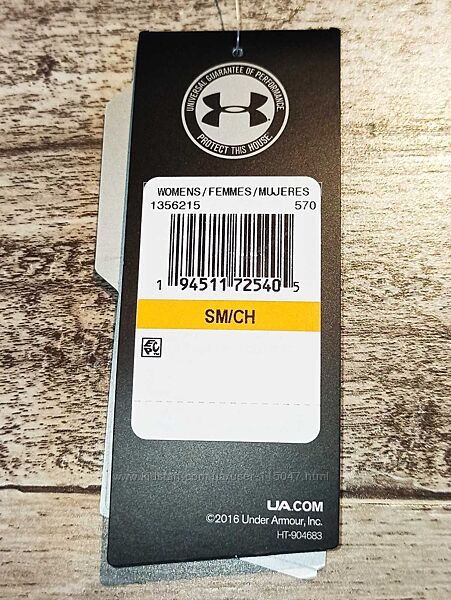 UNIVERSAL GUARANTEE OF PERFORMANCE
PROTECT THIS HOUSE.
WOMENS/FEMMES/MUJERES
1356215 570
1 94511 72540 5
SM/CH
UA.COM
©2016 Under Armour, Inc.
HT-904683